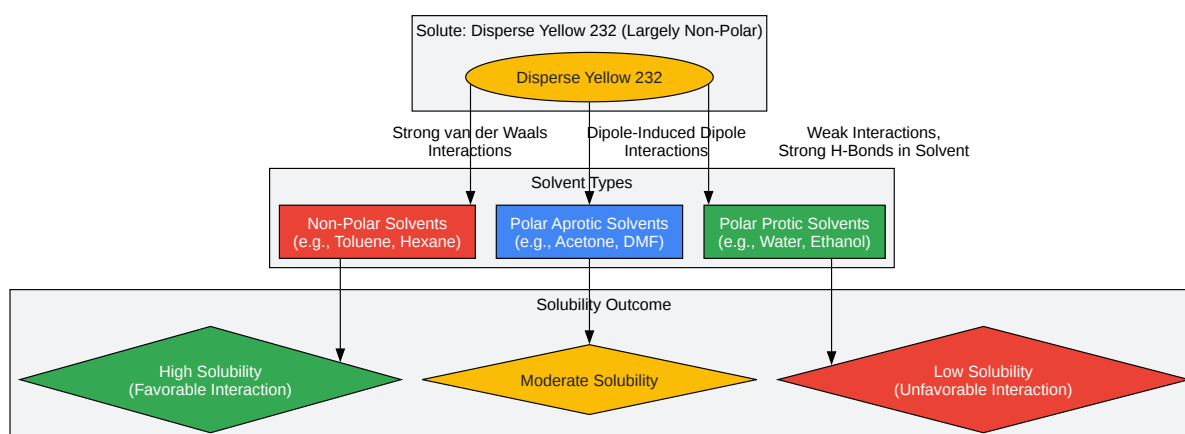 Solute: Disperse Yellow 232 (Largely Non-Polar)
Disperse Yellow 232
Strong van der Waals
Interactions
Dipole-Induced Dipole
Interactions
Weak Interactions,
Strong H-Bonds in Solvent
Solvent Types
Non-Polar Solvents
(e.g., Toluene, Hexane)
Polar Aprotic Solvents
(e.g., Acetone, DMF)
Polar Protic Solvents
(e.g., Water, Ethanol)
Solubility Outcome
High Solubility
(Favorable Interaction)
Moderate Solubility
Low Solubility
(Unfavorable Interaction)